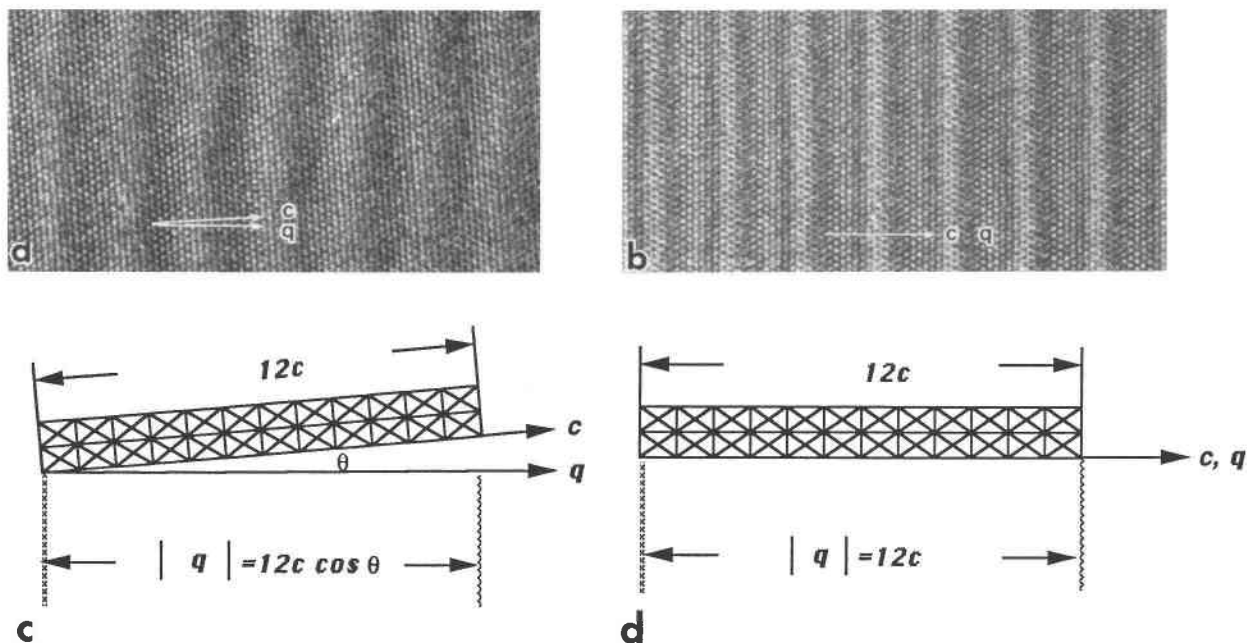 c
q
a
c q
b
12c
c
θ
q
| q | =12c cos θ
c
12c
c, q
| q | =12c
d